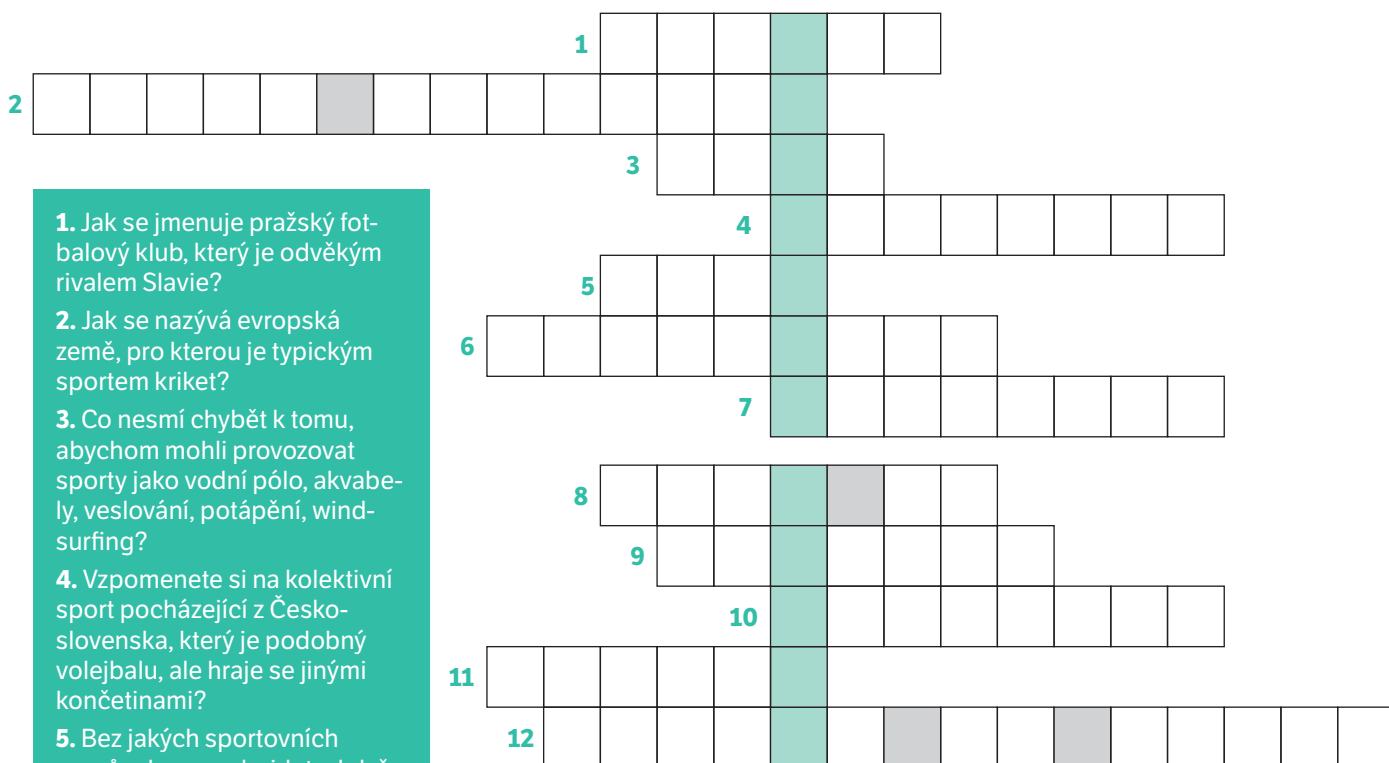 1
2
3
4
5
6
7
8
9
10
11
12
1. Jak se jmenuje pražský fot-
balový klub, který je odvěkým
rivalem Slavie?
2. Jak se nazývá evropská
země, pro kterou je typickým
sportem kriket?
3. Co nesmí chybět k tomu,
abychom mohli provozovat
sporty jako vodní pólo, akvabe-
ly, veslování, potápění, wind-
surfing?
4. Vzpomenete si na kolektivní
sport pocházející z Česko-
slovenska, který je podobný
volejbalu, ale hraje se jinými
končetinami?
5. Bez jakých sportovních